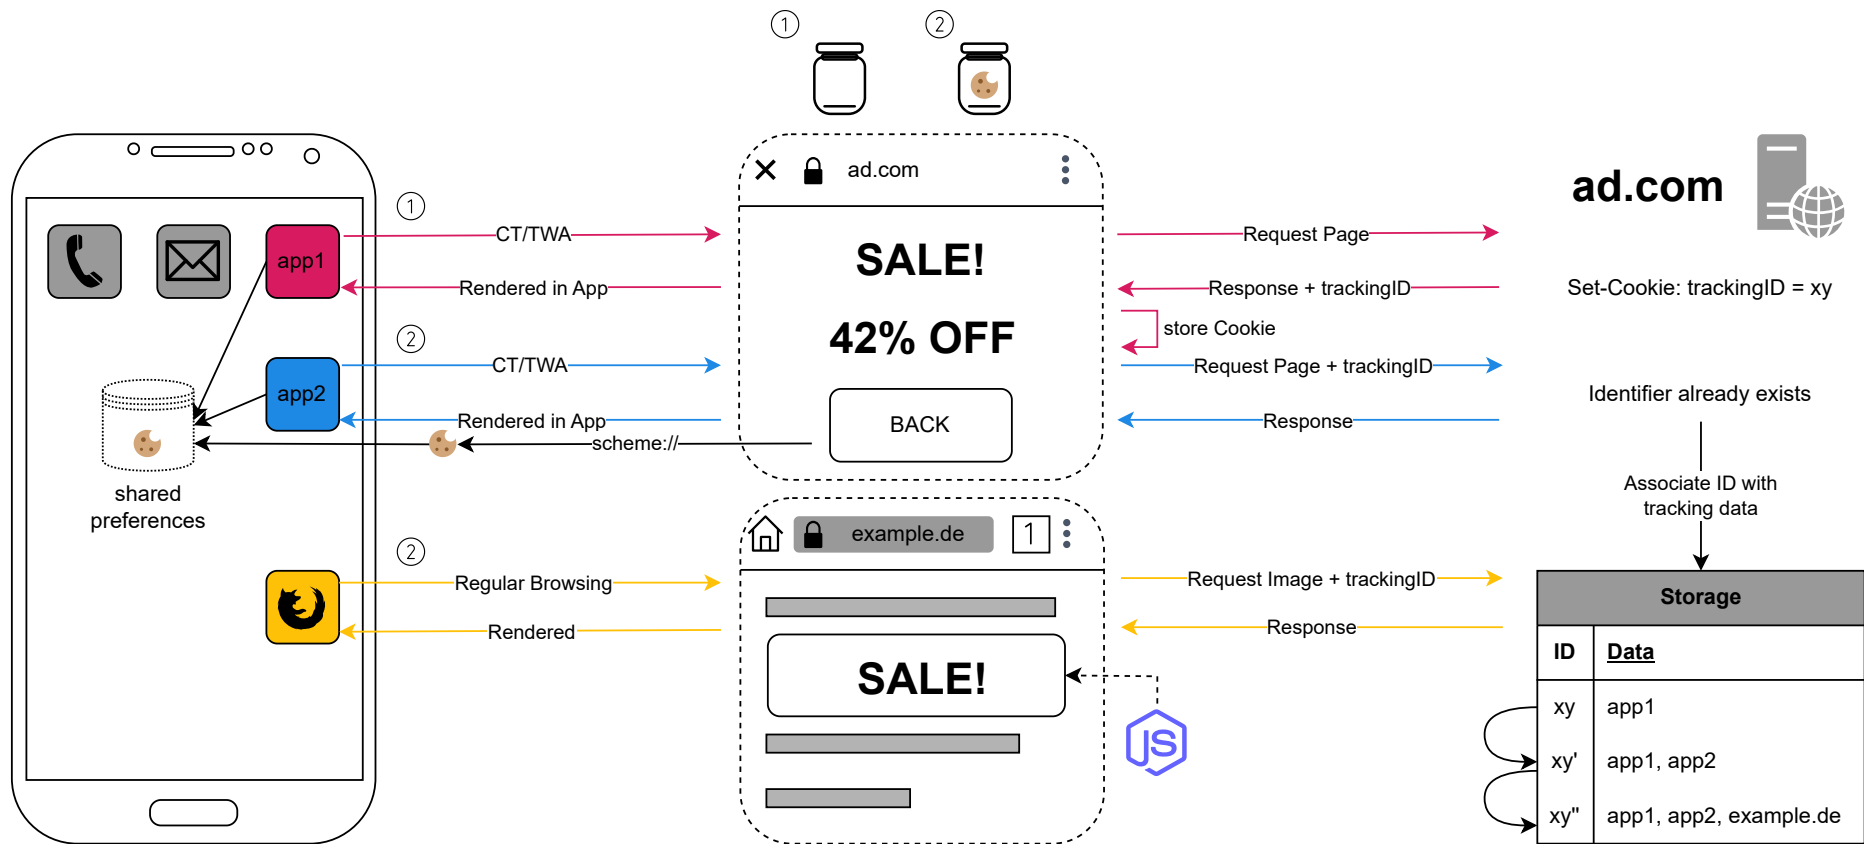 ①
②
ad.com
ad.com
①
CT/TWA
Request Page
app1
SALE!
Rendered in App
Response + trackingID
Set-Cookie: trackingID = xy
store Cookie
②
42% OFF
CT/TWA
Request Page + trackingID
app2
Identifier already exists
Rendered in App
BACK
Response
scheme://
shared
preferences
Associate ID with
tracking data
example.de
1
②
Regular Browsing
Request Image + trackingID
Storage
Rendered
Response
ID Data
SALE!
xy app1
JS
xy' app1, app2
xy" app1, app2, example.de